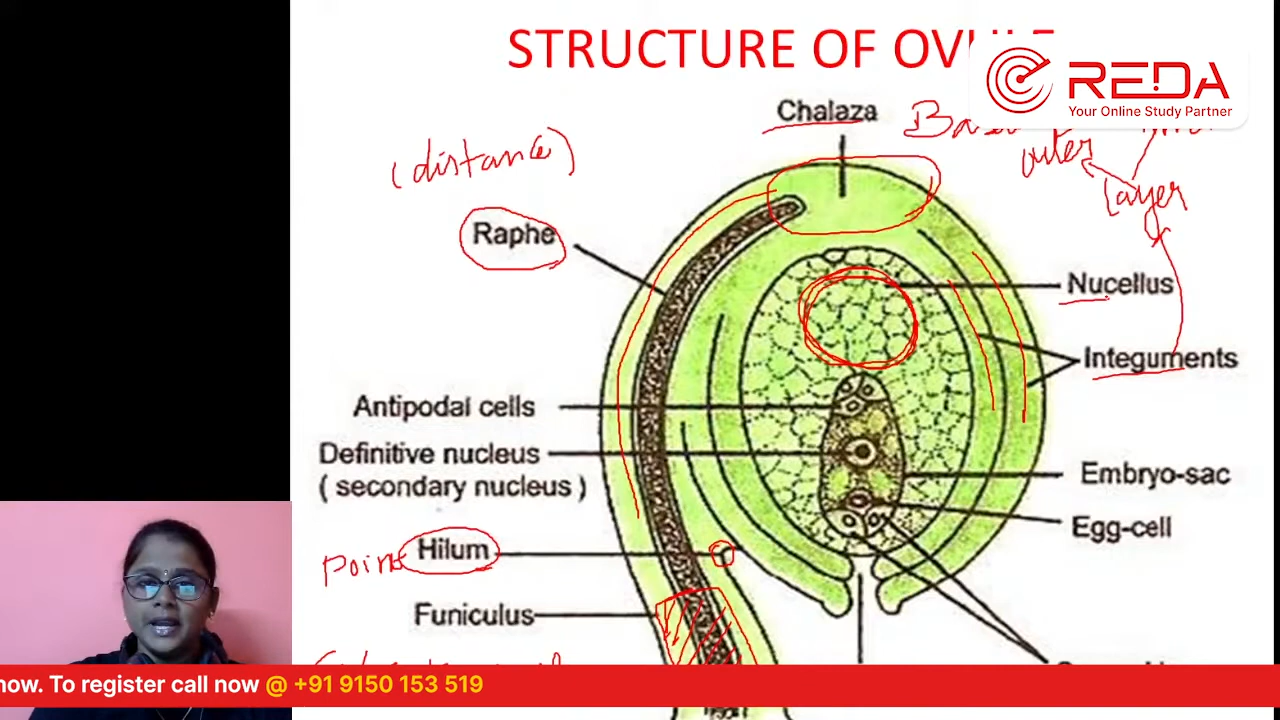 STRUCTURE OF
REDA
Your Online Study Partner
Chalaza
outer
(distance)
layer
Raphe
Nucellus
Integuments
Antipodal cells
Definitive nucleus
( secondary nucleus )
Embryo-sac
Egg-cell
Point Hilum
Funiculus
now. To register call now @ +91 9150 153 519